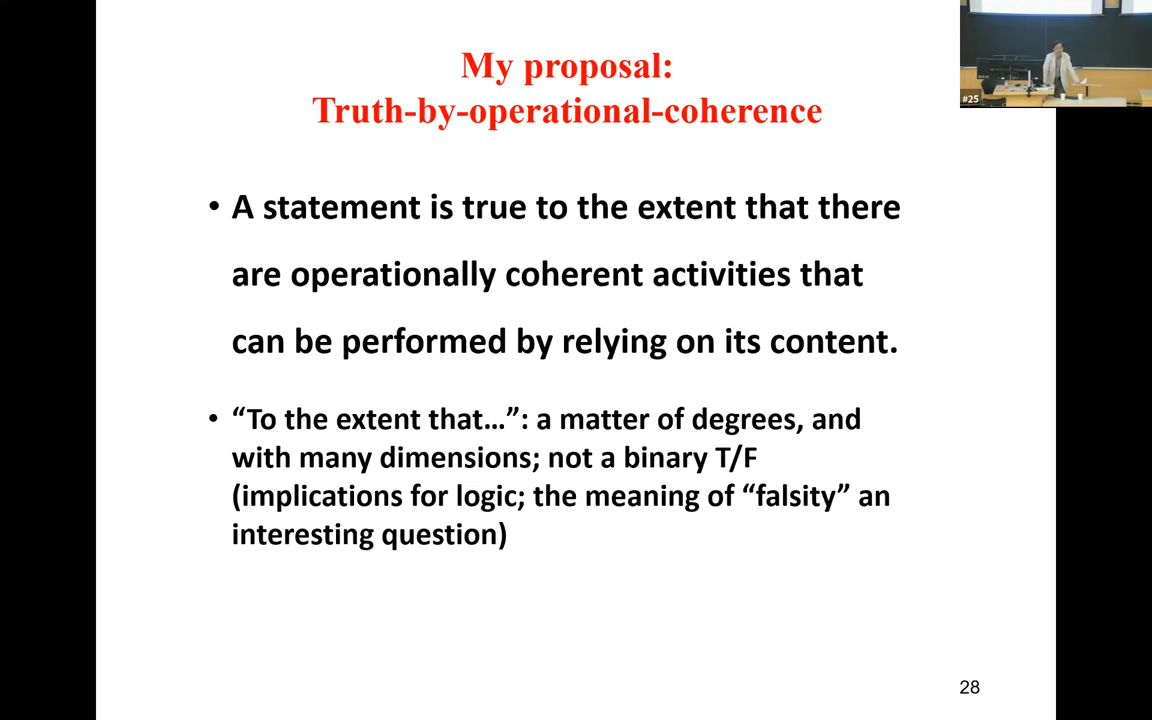 My proposal:
Truth-by-operational-coherence
#25
• A statement is true to the extent that there
are operationally coherent activities that
can be performed by relying on its content.
• “To the extent that…”: a matter of degrees, and
with many dimensions; not a binary T/F
(implications for logic; the meaning of “falsity” an
interesting question)
28